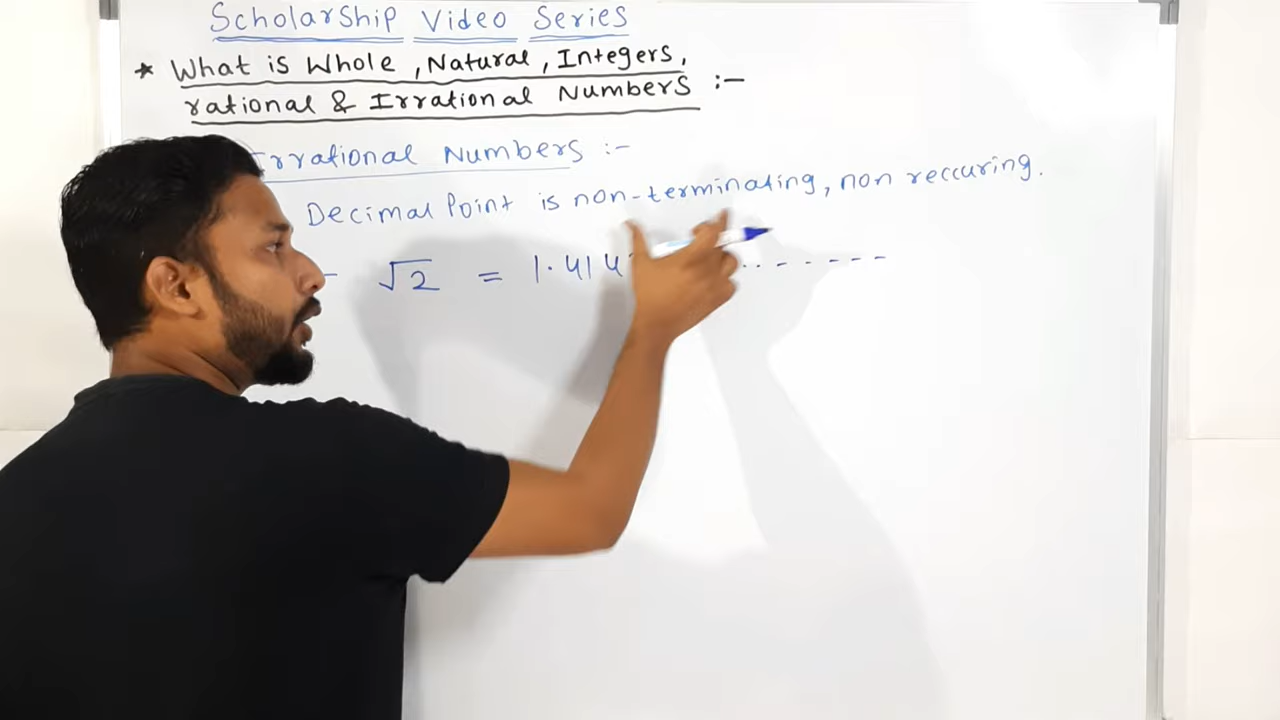 Scholarship Video Series
* What is Whole, Natural, Integers,
rational & Irrational Numbers :-
Irrational Numbers :-
Decimal Point is non-terminating, non reccuring.
- √2 = 1.414 ..------